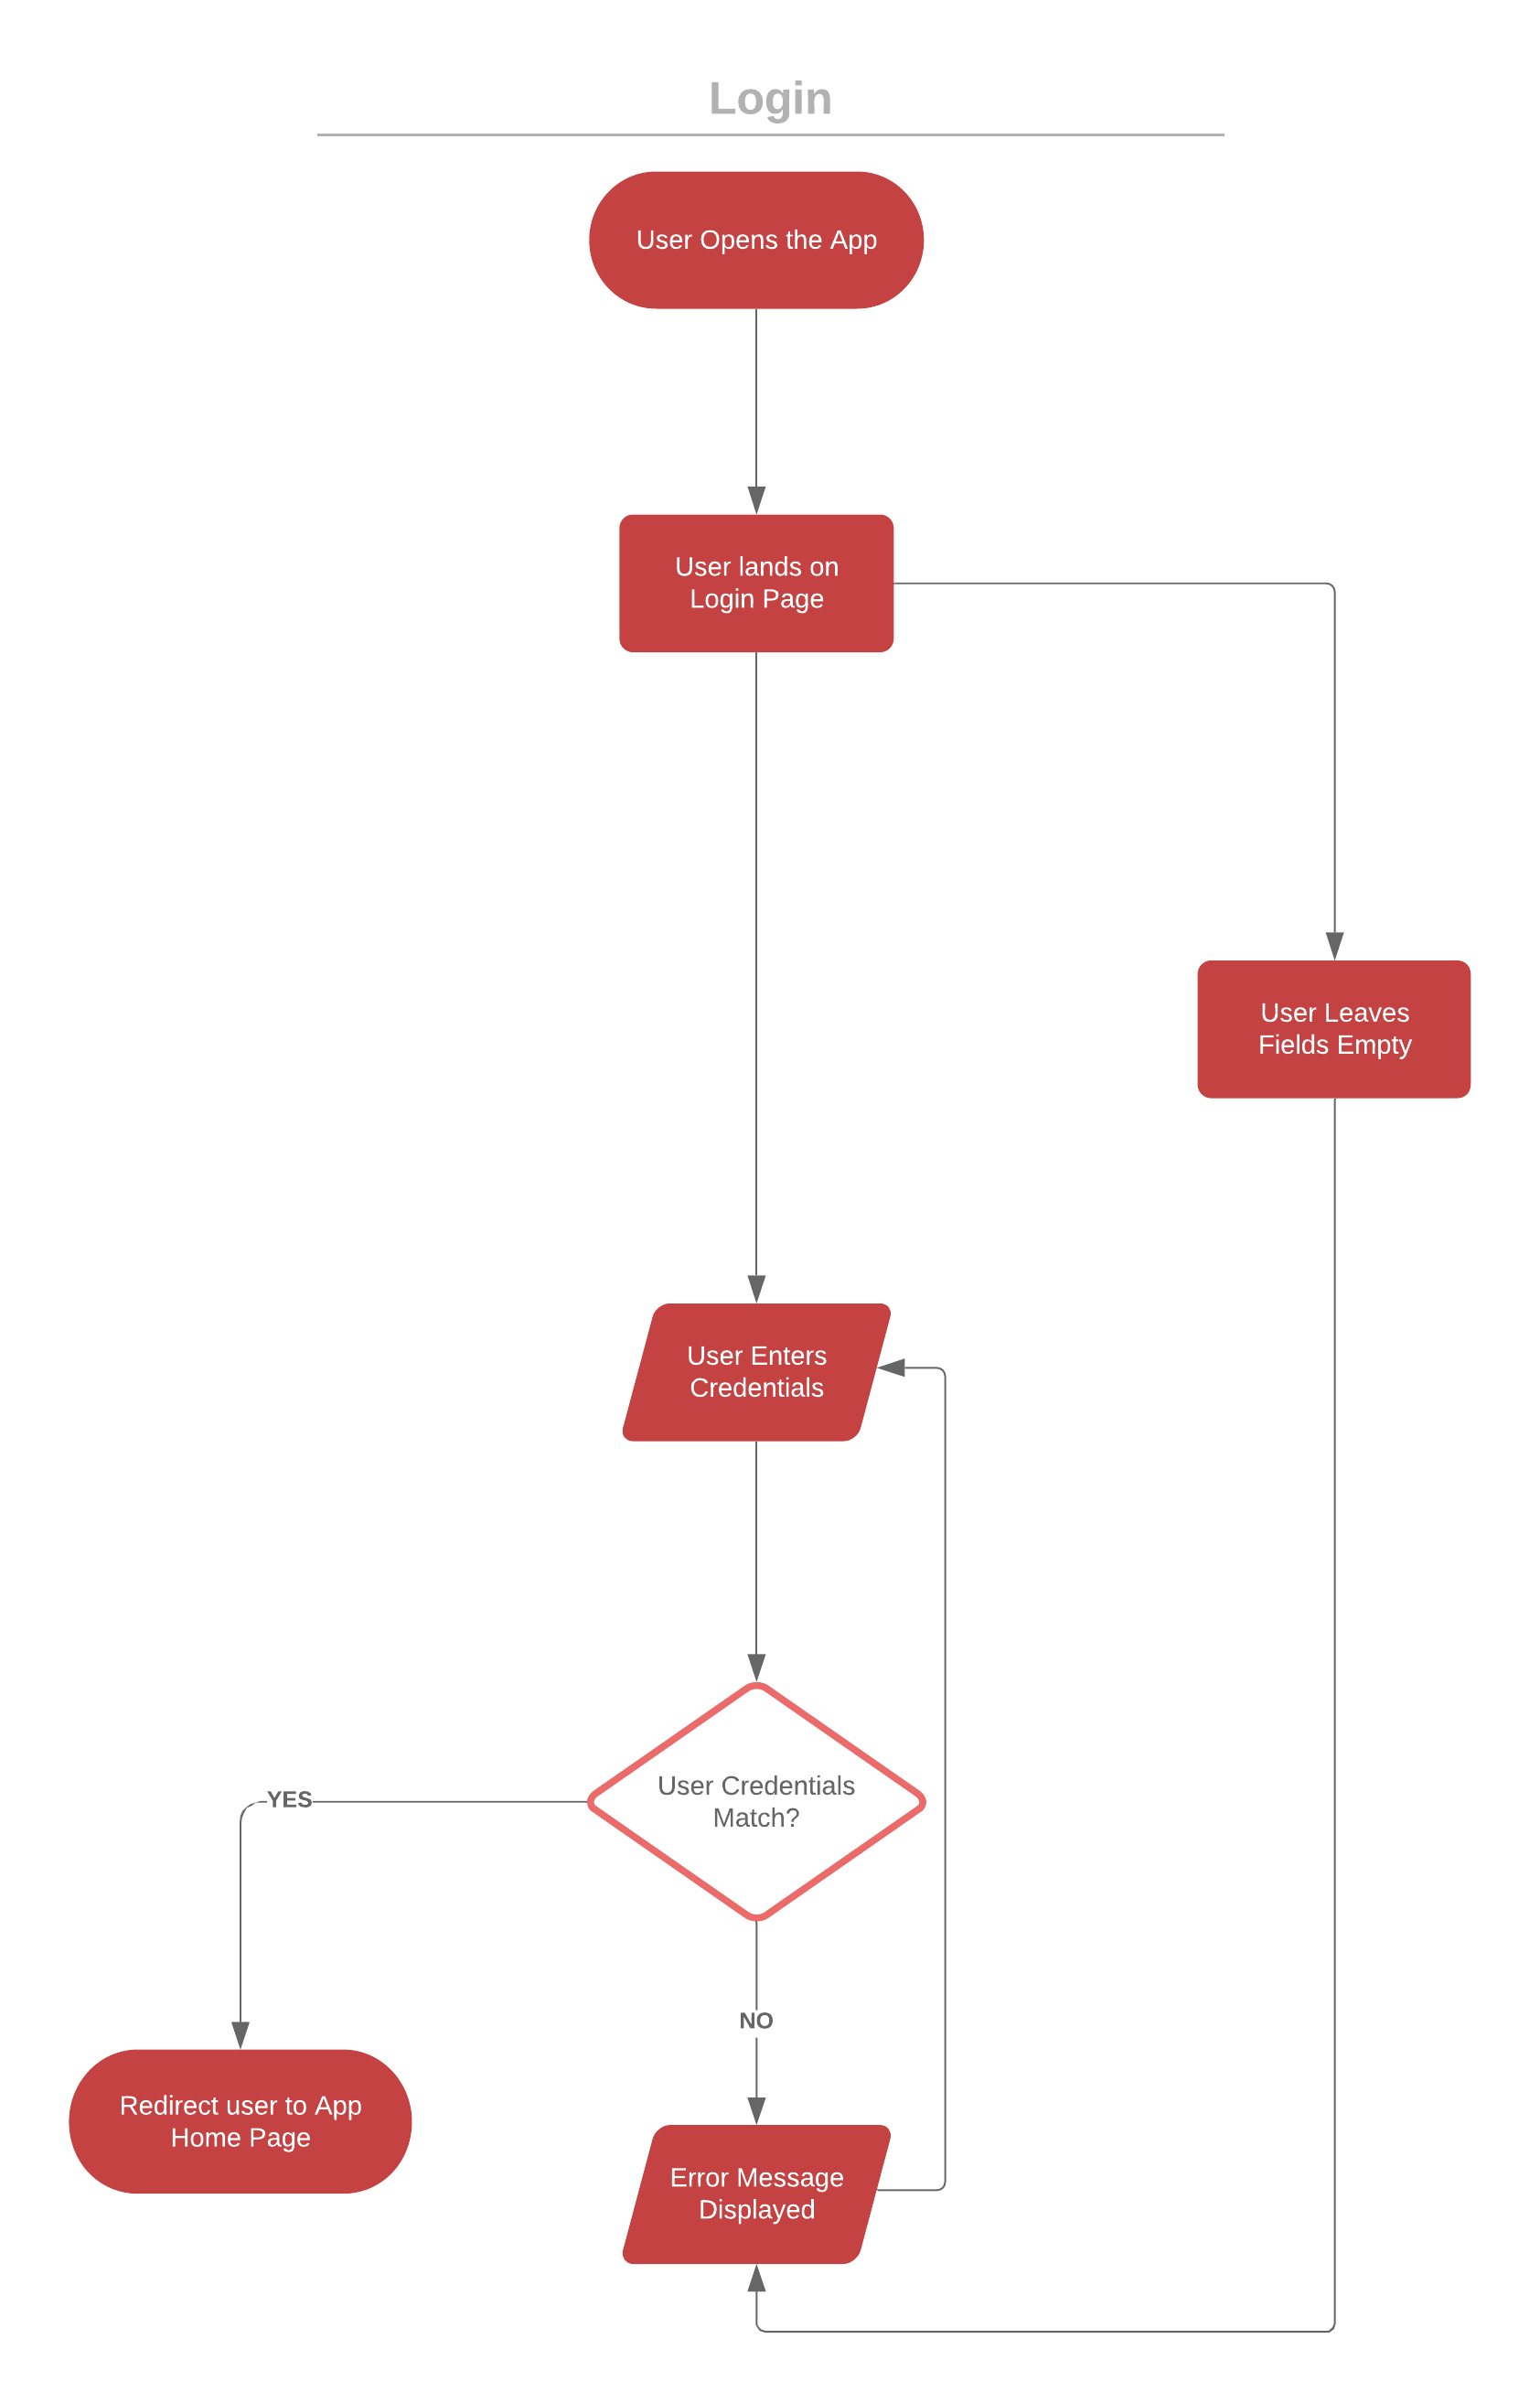 Login
User Opens the App
User lands on
Login Page
User Leaves
Fields Empty
User Enters
Credentials
User Credentials
Match?
YES
NO
Redirect user to App
Home Page
Error Message
Displayed